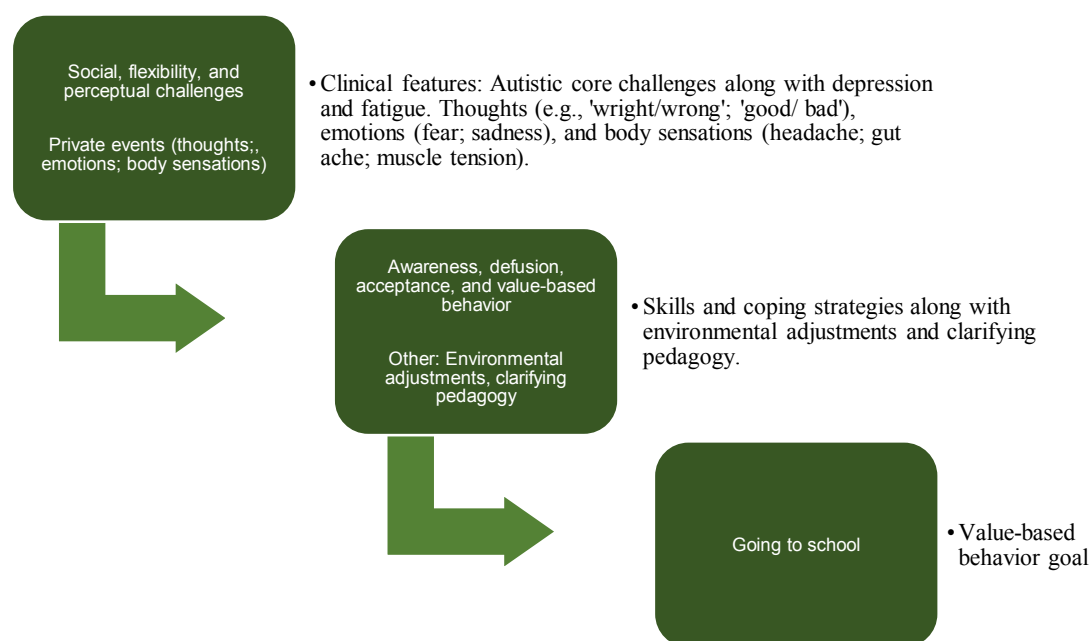 Social, flexibility, and
perceptual challenges
Private events (thoughts;,
emotions; body sensations)
• Clinical features: Autistic core challenges along with depression
and fatigue. Thoughts (e.g., 'wright/wrong'; 'good/ bad'),
emotions (fear; sadness), and body sensations (headache; gut
ache; muscle tension).
Awareness, defusion,
acceptance, and value-based
behavior
Other: Environmental
adjustments, clarifying
pedagogy
• Skills and coping strategies along with
environmental adjustments and clarifying
pedagogy.
Going to school
• Value-based
behavior goal